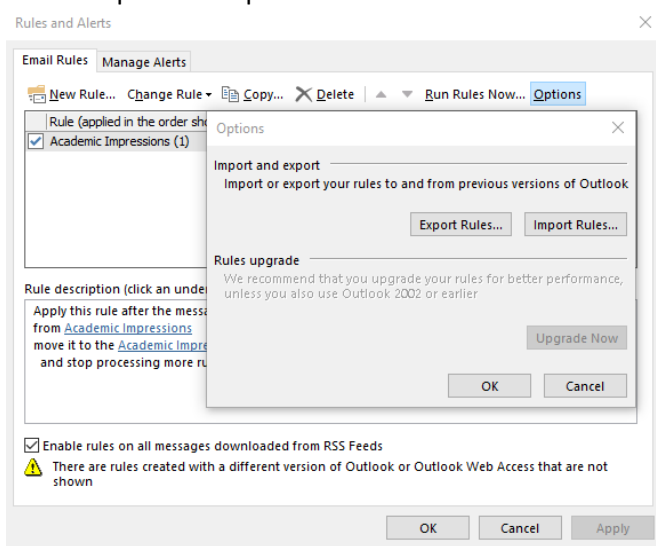 Rules and Alerts
Email Rules Manage Alerts
New Rule... Change Rule Copy... Delete Run Rules Now... Options
Rule (applied in the order
Academic Impressions (1)
Options
Import and export
Import or export your rules to and from previous versions of Outlook
Export Rules... Import Rules...
Rules upgrade
We recommend that you upgrade your rules for better performance,
unless you also use Outlook 2002 or earlier
Upgrade Now
OK Cancel
Rule description (click an
Apply this rule after the
from Academic Impressions
move it to the Academic
and stop processing more
Enable rules on all messages downloaded from RSS Feeds
There are rules created with a different version of Outlook or Outlook Web Access that are not
shown
OK Cancel Apply